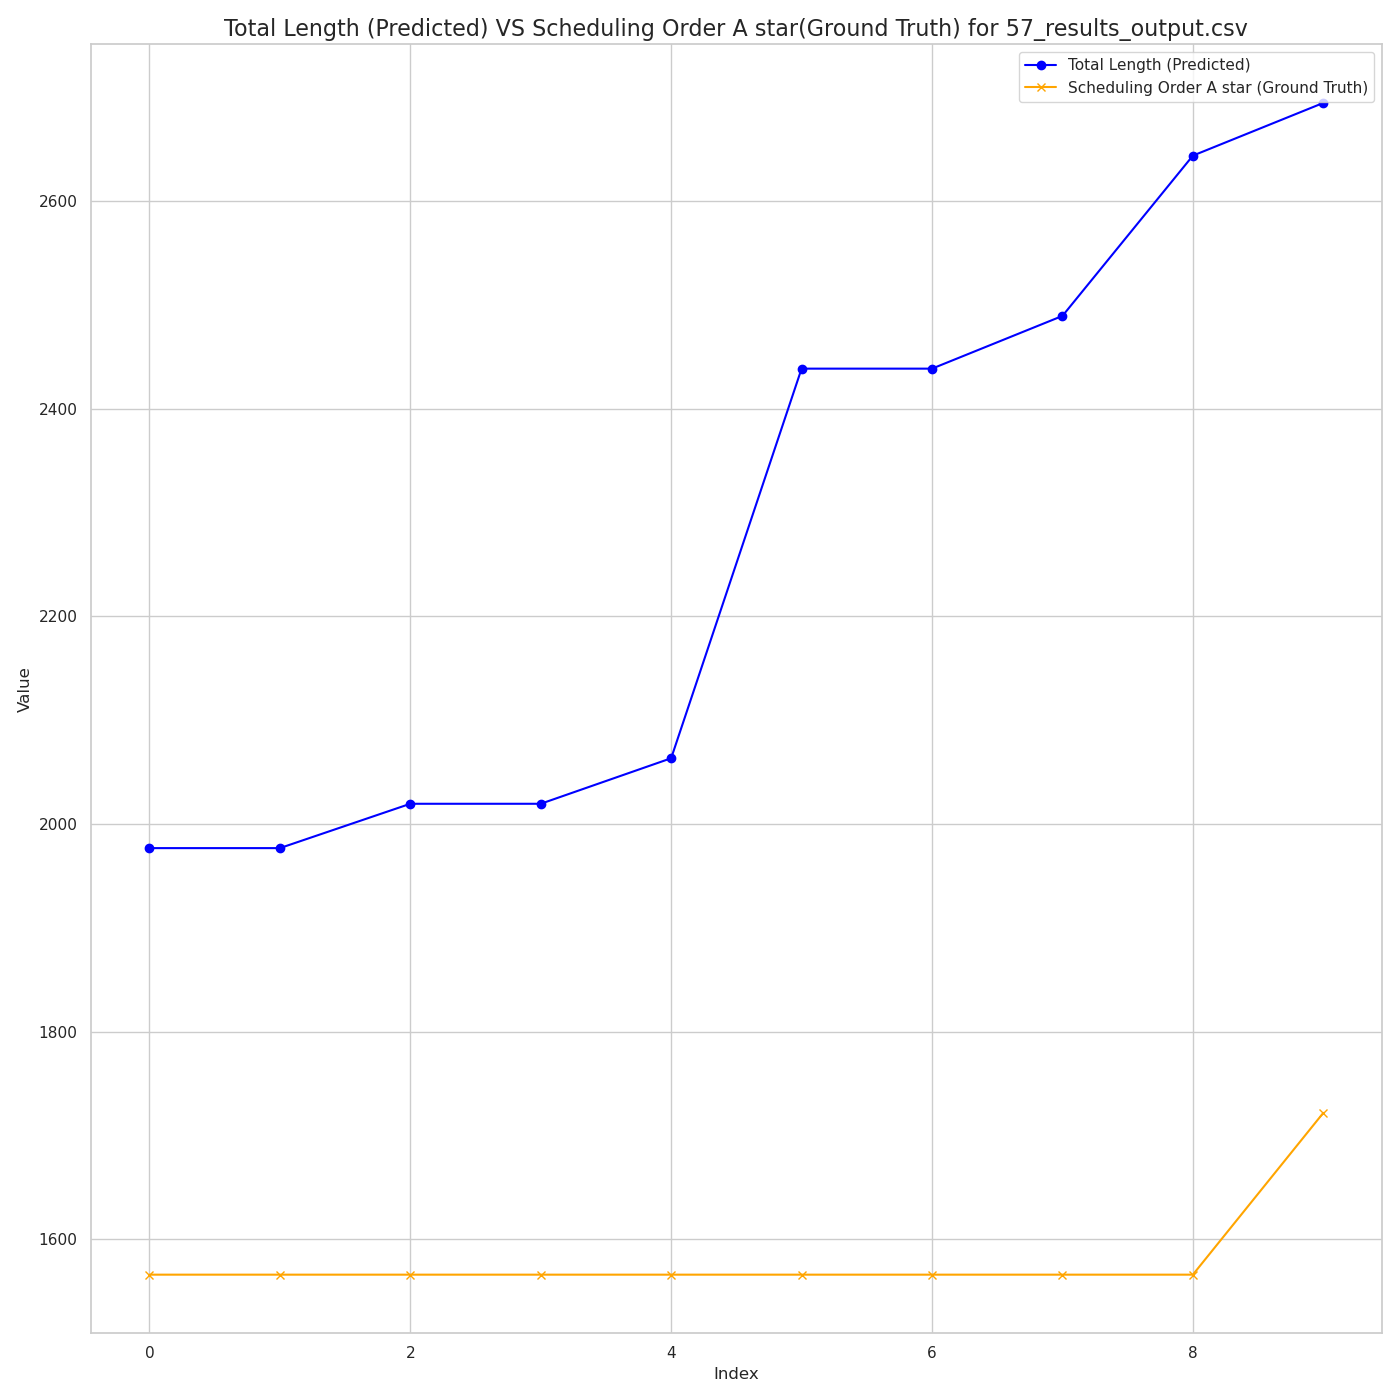 Total Length (Predicted) VS Scheduling Order A star(Ground Truth) for 57_results_output.csv
Total Length (Predicted)
Scheduling Order A star (Ground Truth)
2600
2400
2200
2000
1800
1600
Value
0 2 4 6 8
Index